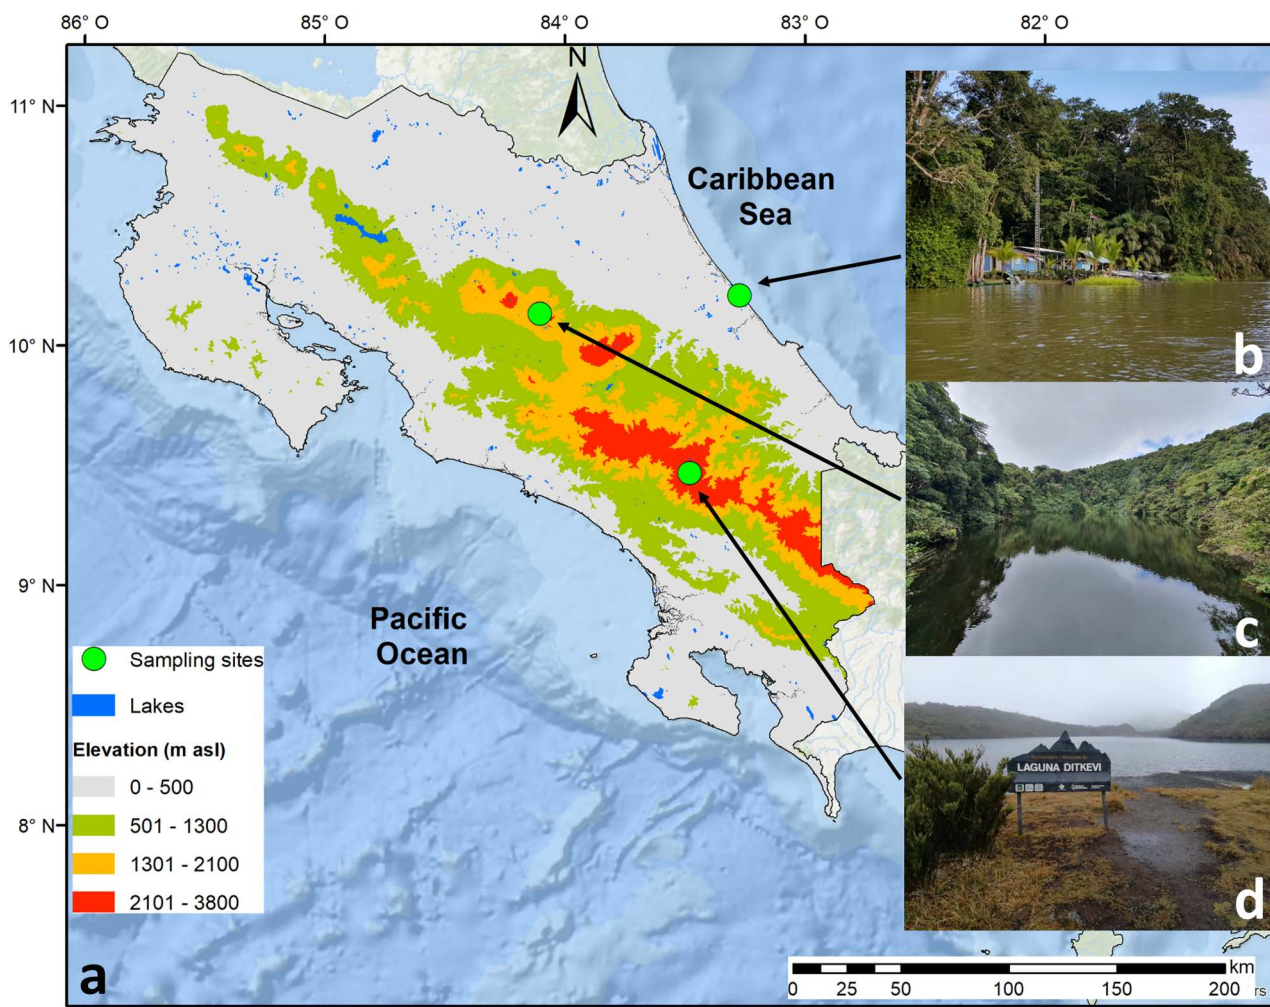 86° O
85° O
84° O
83° O
82° O
11° N
10° N
9° N
8° N
N
Caribbean
Sea
Pacific
Ocean
Sampling sites
Lakes
Elevation (m asl)
0 - 500
501 - 1300
1301 - 2100
2101 - 3800
a
b
c
LAGUNA DITKEVI
d
km
0 25 50 100 150 200
rs